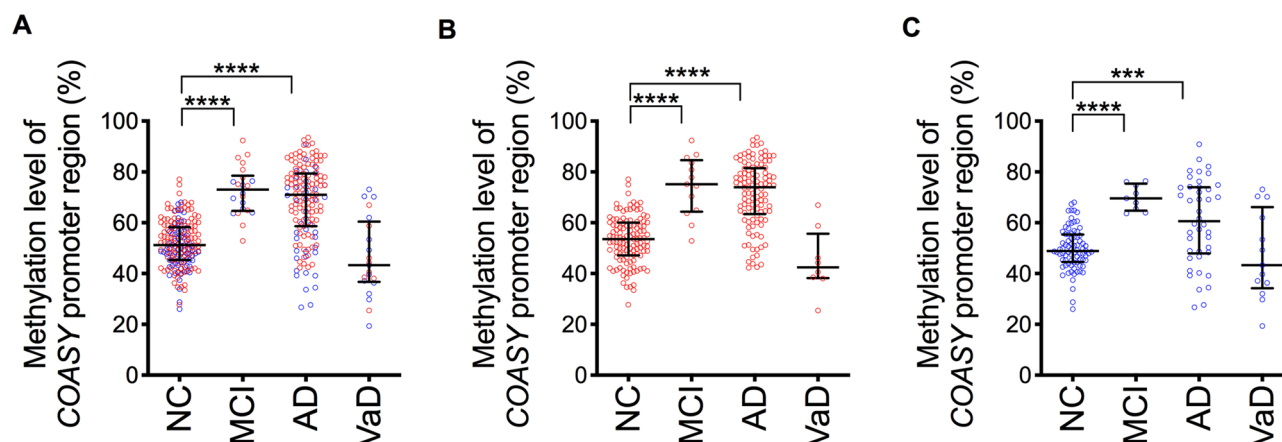 A
Methylation level of
COASY promoter region (%)
100
80
60
40
20
0
****
****
NC
MCI
AD
VaD
B
Methylation level of
COASY promoter region (%)
100
80
60
40
20
0
****
****
NC
MCI
AD
VaD
C
Methylation level of
COASY promoter region (%)
100
80
60
40
20
0
***
****
NC
MCI
AD
VaD